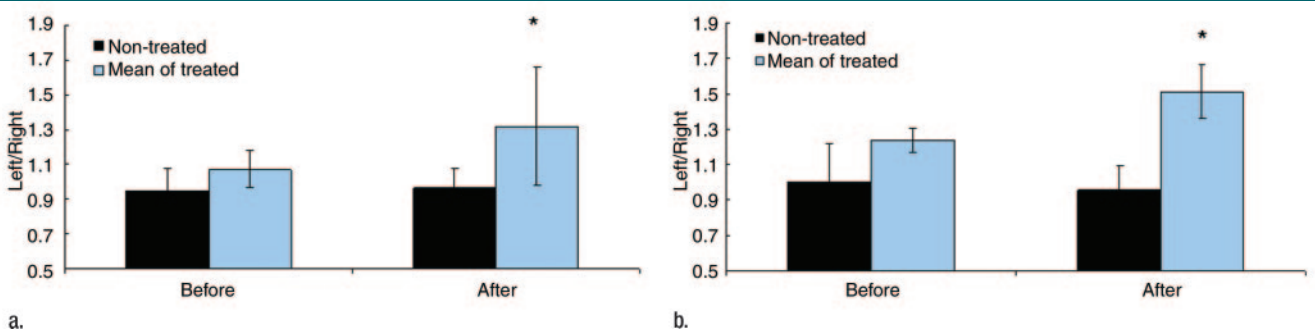 1.9
1.7
1.5
1.3
1.1
0.9
0.7
0.5
Left/Right
Non-treated
Mean of treated
*
Before
After
a.
1.9
1.7
1.5
1.3
1.1
0.9
0.7
0.5
Left/Right
Non-treated
Mean of treated
*
Before
After
b.